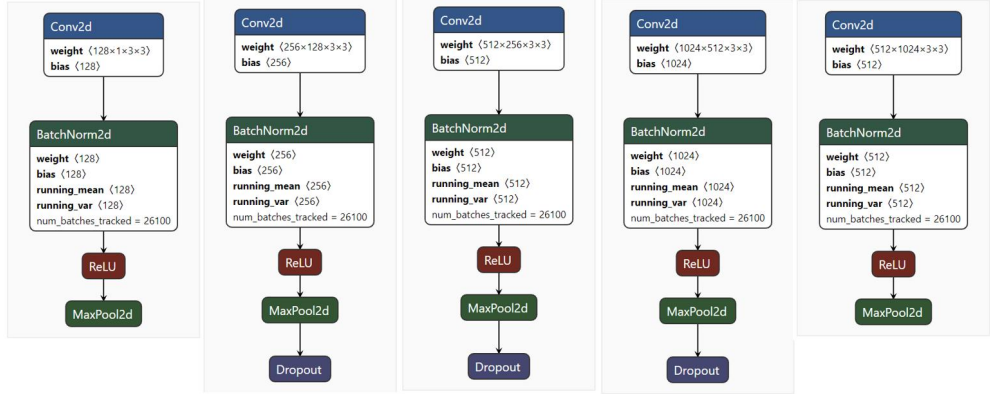 Conv2d
weight ⟨128×1×3×3⟩
bias ⟨128⟩
BatchNorm2d
weight ⟨128⟩
bias ⟨128⟩
running_mean ⟨128⟩
running_var ⟨128⟩
num_batches_tracked = 26100
ReLU
MaxPool2d
Conv2d
weight ⟨256×128×3×3⟩
bias ⟨256⟩
BatchNorm2d
weight ⟨256⟩
bias ⟨256⟩
running_mean ⟨256⟩
running_var ⟨256⟩
num_batches_tracked = 26100
ReLU
MaxPool2d
Dropout
Conv2d
weight ⟨512×256×3×3⟩
bias ⟨512⟩
BatchNorm2d
weight ⟨512⟩
bias ⟨512⟩
running_mean ⟨512⟩
running_var ⟨512⟩
num_batches_tracked = 26100
ReLU
MaxPool2d
Dropout
Conv2d
weight ⟨1024×512×3×3⟩
bias ⟨1024⟩
BatchNorm2d
weight ⟨1024⟩
bias ⟨1024⟩
running_mean ⟨1024⟩
running_var ⟨1024⟩
num_batches_tracked = 26100
ReLU
MaxPool2d
Dropout
Conv2d
weight ⟨512×1024×3×3⟩
bias ⟨512⟩
BatchNorm2d
weight ⟨512⟩
bias ⟨512⟩
running_mean ⟨512⟩
running_var ⟨512⟩
num_batches_tracked = 26100
ReLU
MaxPool2d